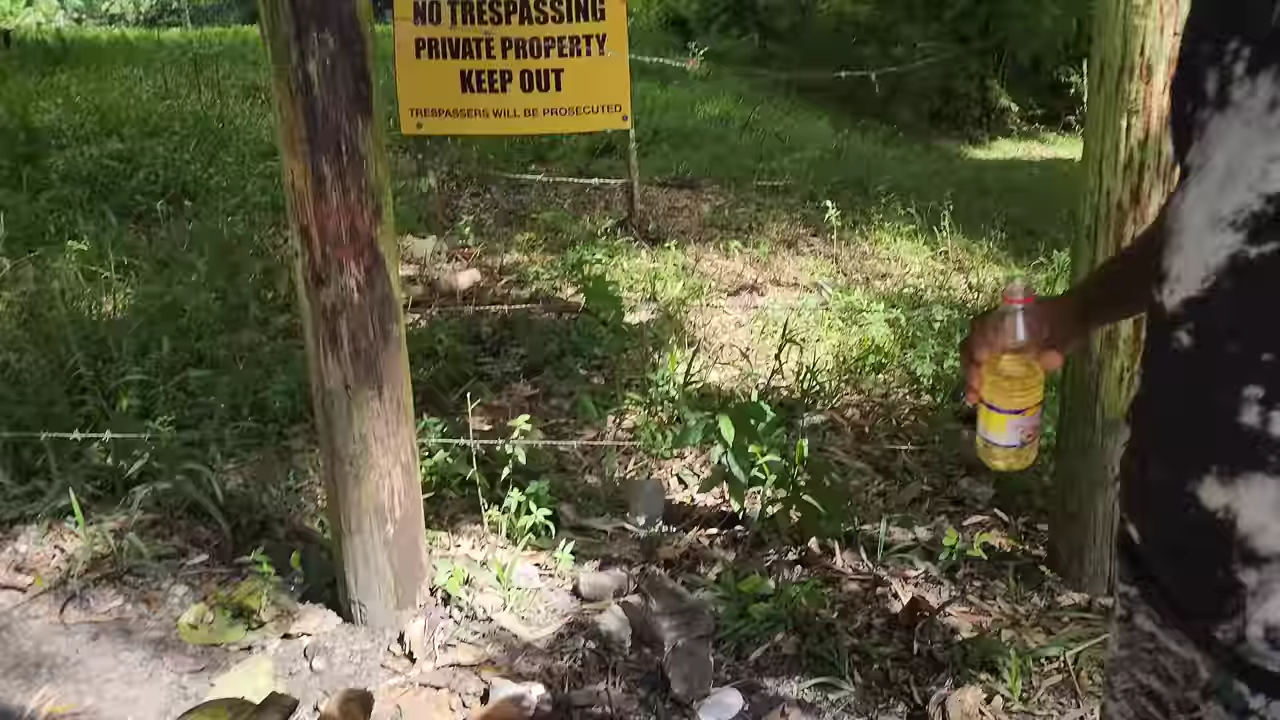 NO TRESPASSING
PRIVATE PROPERTY
KEEP OUT
TRESPASSERS WILL BE PROSECUTED